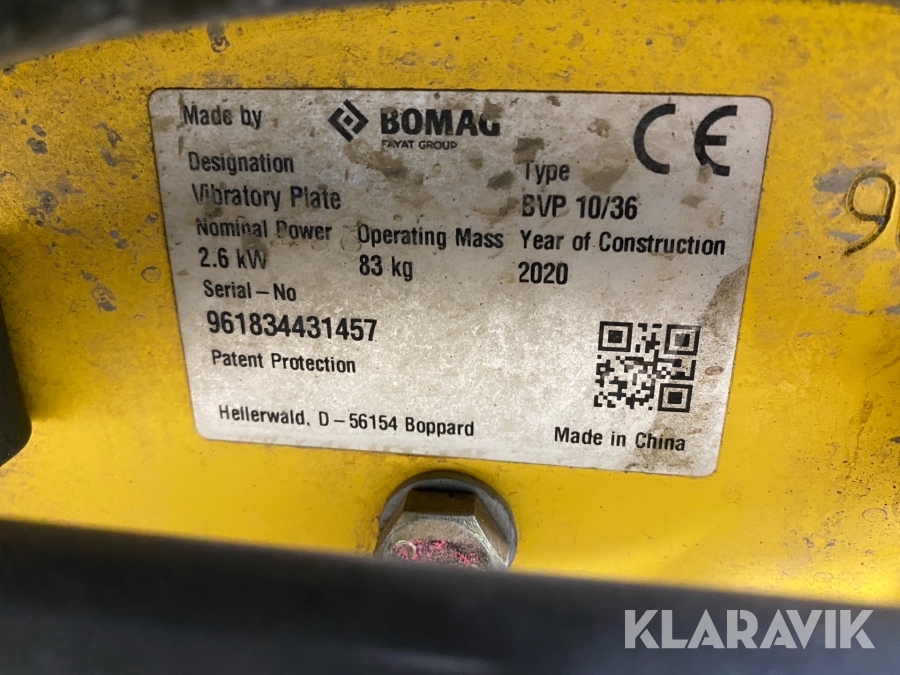 Made by BOMAG CE
FAYAT GROUP
Designation Type
Vibratory Plate BVP 10/36
Nominal Power Operating Mass Year of Construction
2.6 kW 83 kg 2020
Serial-No
961834431457
Patent Protection
Hellerwald, D-56154 Boppard
Made in China
KLARAVIK